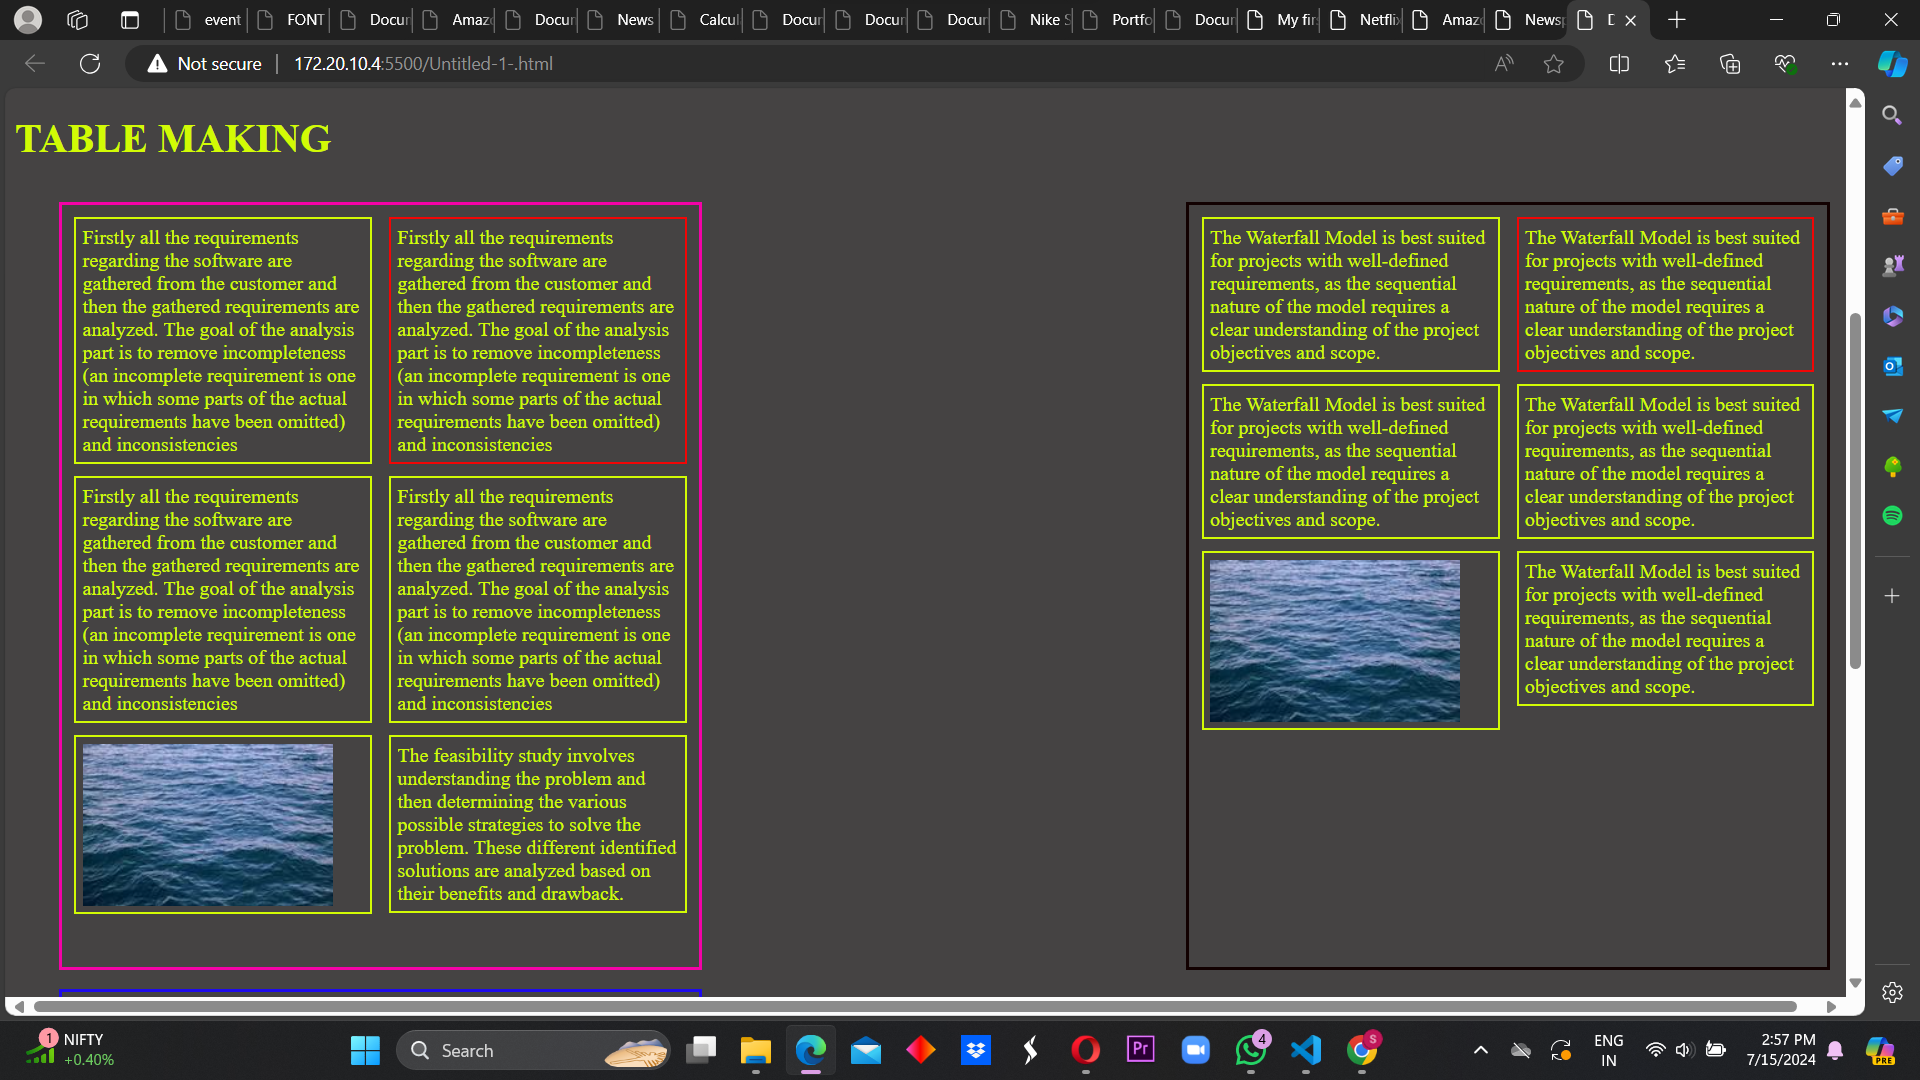 event
FONT
Docum
Amaz
Docum
News
Calcul
Docum
Docum
Docum
Nike S
Portfo
Docum
My fir
Netfli
Amaz
Newsp
D
Not secure
172.20.10.4:5500/Untitled-1-.html
TABLE MAKING
Firstly all the requirements
regarding the software are
gathered from the customer and
then the gathered requirements are
analyzed. The goal of the analysis
part is to remove incompleteness
(an incomplete requirement is one
in which some parts of the actual
requirements have been omitted)
and inconsistencies
Firstly all the requirements
regarding the software are
gathered from the customer and
then the gathered requirements are
analyzed. The goal of the analysis
part is to remove incompleteness
(an incomplete requirement is one
in which some parts of the actual
requirements have been omitted)
and inconsistencies
Firstly all the requirements
regarding the software are
gathered from the customer and
then the gathered requirements are
analyzed. The goal of the analysis
part is to remove incompleteness
(an incomplete requirement is one
in which some parts of the actual
requirements have been omitted)
and inconsistencies
Firstly all the requirements
regarding the software are
gathered from the customer and
then the gathered requirements are
analyzed. The goal of the analysis
part is to remove incompleteness
(an incomplete requirement is one
in which some parts of the actual
requirements have been omitted)
and inconsistencies
The feasibility study involves
understanding the problem and
then determining the various
possible strategies to solve the
problem. These different identified
solutions are analyzed based on
their benefits and drawback.
The Waterfall Model is best suited
for projects with well-defined
requirements, as the sequential
nature of the model requires a
clear understanding of the project
objectives and scope.
The Waterfall Model is best suited
for projects with well-defined
requirements, as the sequential
nature of the model requires a
clear understanding of the project
objectives and scope.
The Waterfall Model is best suited
for projects with well-defined
requirements, as the sequential
nature of the model requires a
clear understanding of the project
objectives and scope.
The Waterfall Model is best suited
for projects with well-defined
requirements, as the sequential
nature of the model requires a
clear understanding of the project
objectives and scope.
The Waterfall Model is best suited
for projects with well-defined
requirements, as the sequential
nature of the model requires a
clear understanding of the project
objectives and scope.
1
NIFTY
+0.40%
Search
Pr
4
S
ENG
IN
2:57 PM
7/15/2024
PRE